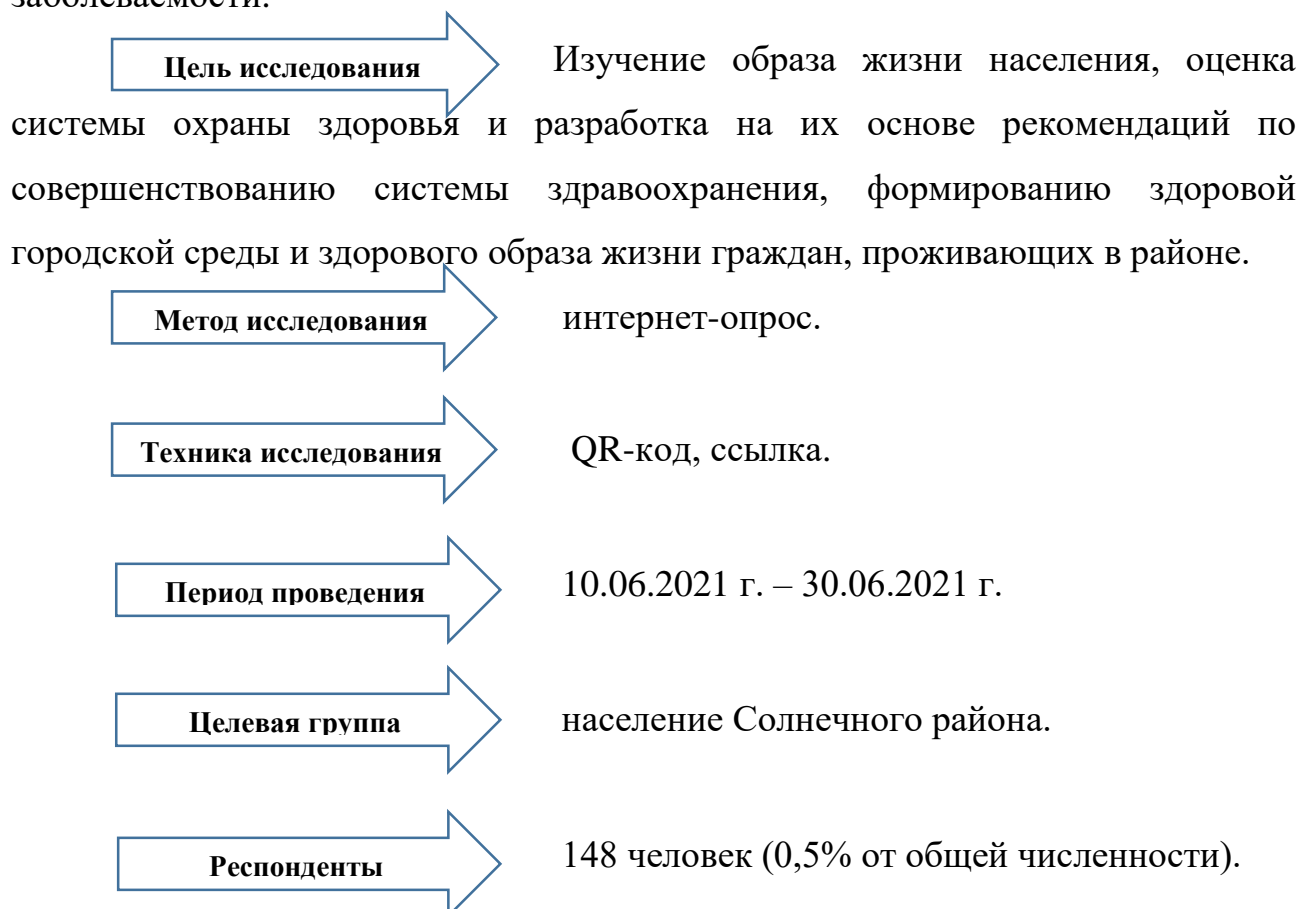 заболеваемости.
Цель исследования Изучение образа жизни населения, оценка
системы охраны здоровья и разработка на их основе рекомендаций по
совершенствованию системы здравоохранения, формированию здоровой
городской среды и здорового образа жизни граждан, проживающих в районе.
Метод исследования интернет-опрос.
Техника исследования QR-код, ссылка.
Период проведения 10.06.2021 г. – 30.06.2021 г.
Целевая группа население Солнечного района.
Респонденты 148 человек (0,5% от общей численности).